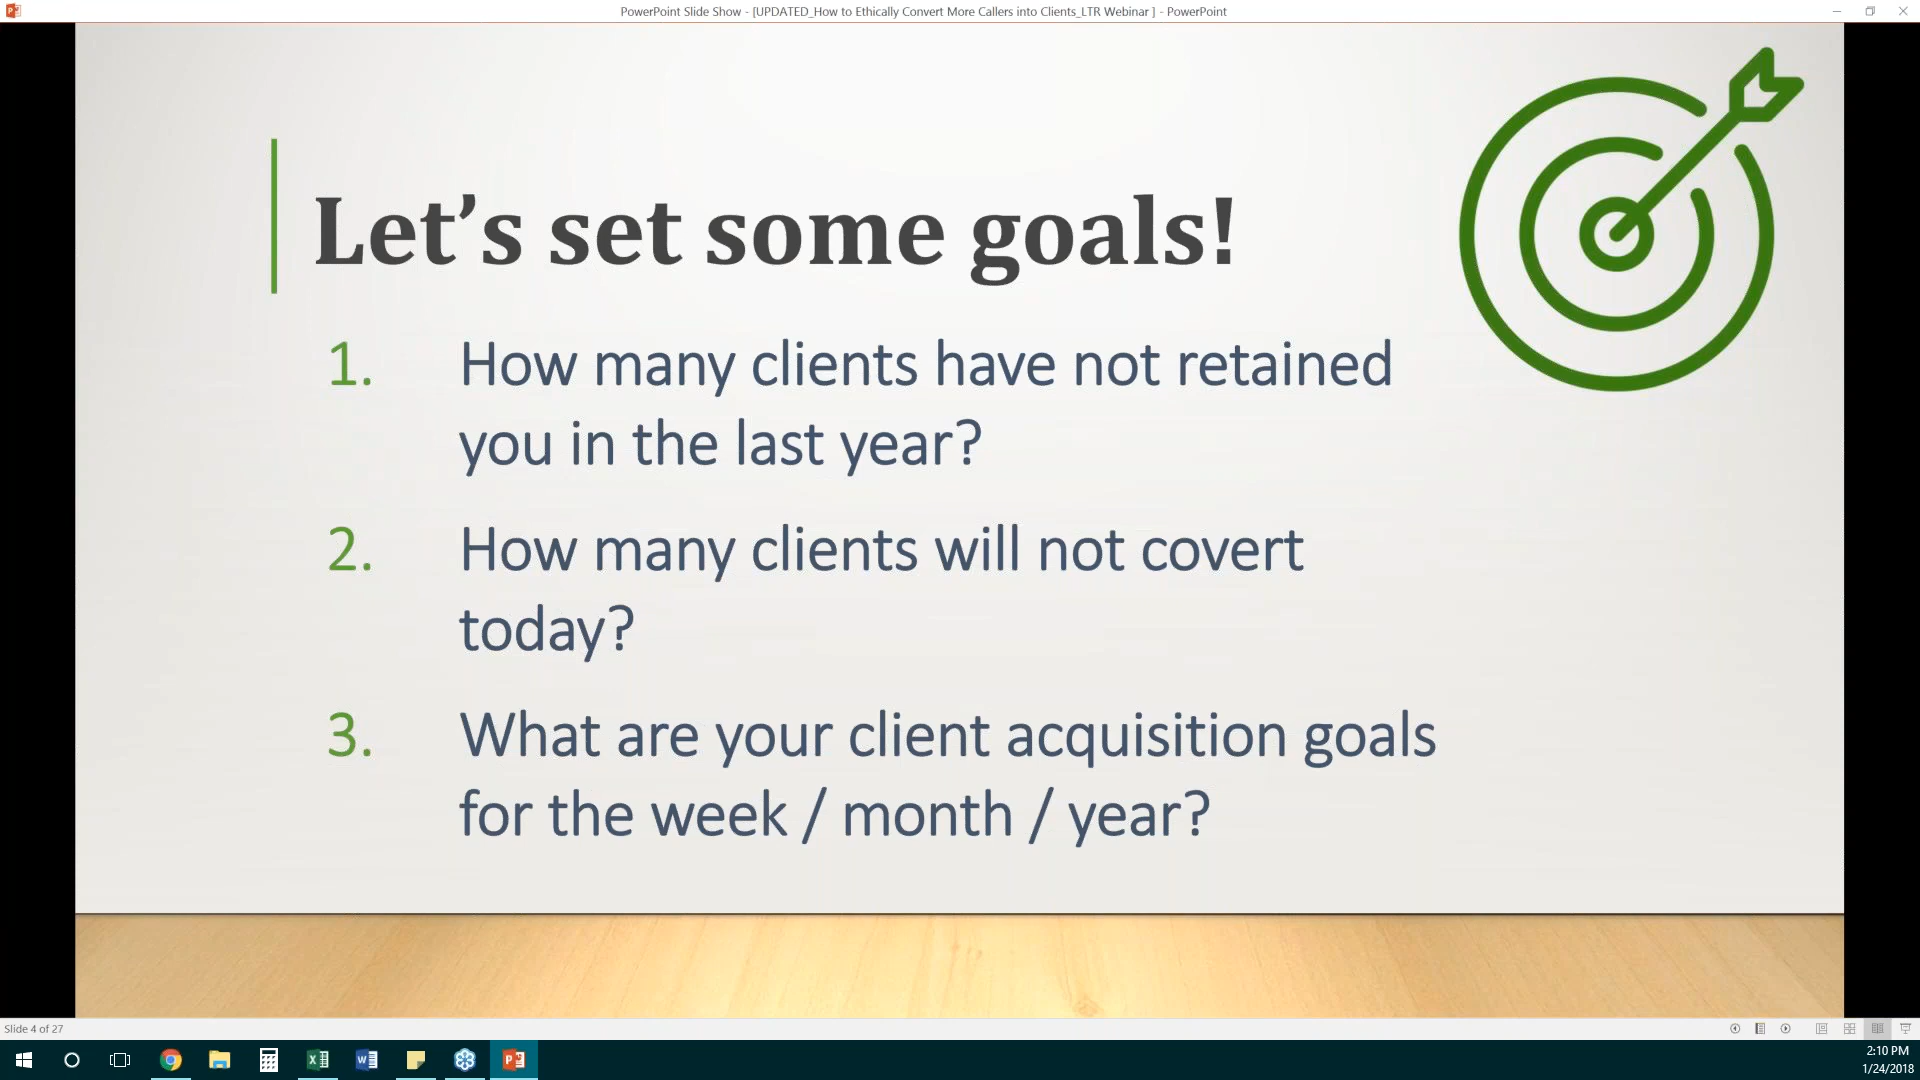 PowerPoint Slide Show - [UPDATED_How to Ethically Convert More Callers into Clients_LTR Webinar ] - PowerPoint
Let’s set some goals!
1. How many clients have not retained
you in the last year?
2. How many clients will not covert
today?
3. What are your client acquisition goals
for the week / month / year?
Slide 4 of 27
2:10 PM
1/24/2018